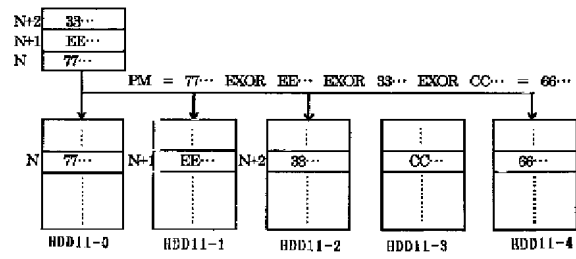 N+2 33…
N+1 EE…
N 77…
PM = 77… EXOR EE… EXOR 33… EXOR CC… = 66…
N 77… N+1 EE… N+2 33… CC… 66…
HDD11-0 HDD11-1 HDD11-2 HDD11-3 HDD11-4